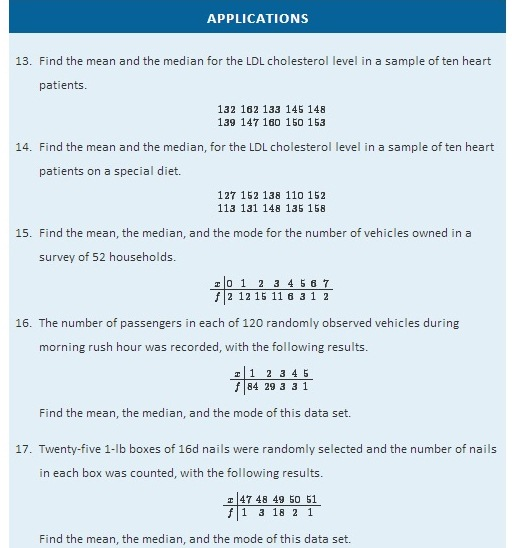 APPLICATIONS
13. Find the mean and the median for the LDL cholesterol level in a sample of ten heart
patients.
132 162 133 145 148
139 147 160 150 153
14. Find the mean and the median, for the LDL cholesterol level in a sample of ten heart
patients on a special diet.
127 152 138 110 152
113 131 148 135 158
15. Find the mean, the median, and the mode for the number of vehicles owned in a
survey of 52 households.
x 0 1 2 3 4 5 6 7
f 2 12 15 11 6 3 1 2
16. The number of passengers in each of 120 randomly observed vehicles during
morning rush hour was recorded, with the following results.
x 1 2 3 4 5
f 84 29 3 3 1
Find the mean, the median, and the mode of this data set.
17. Twenty-five 1-lb boxes of 16d nails were randomly selected and the number of nails
in each box was counted, with the following results.
x 47 48 49 50 51
f 1 3 18 2 1
Find the mean, the median, and the mode of this data set.